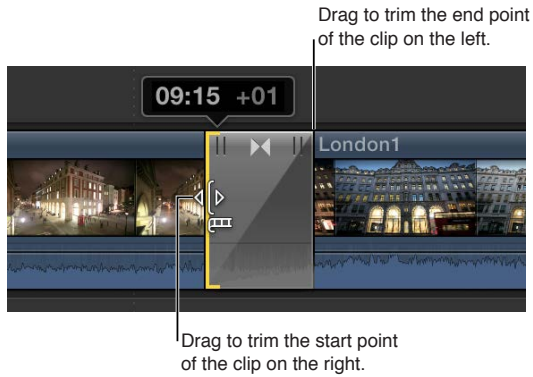 Drag to trim the end point
of the clip on the left.
09:15 +01
London1
Drag to trim the start point
of the clip on the right.